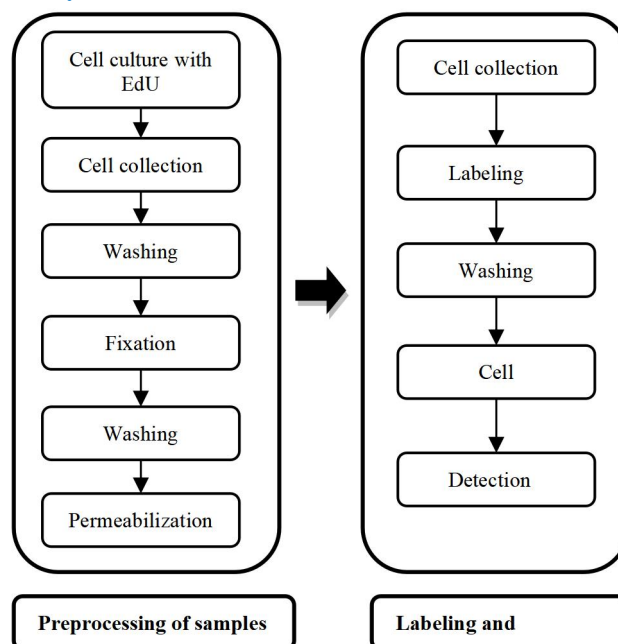 Cell culture with
EdU
Cell collection
Washing
Fixation
Washing
Permeabilization
Preprocessing of samples
Cell collection
Labeling
Washing
Cell
Detection
Labeling and